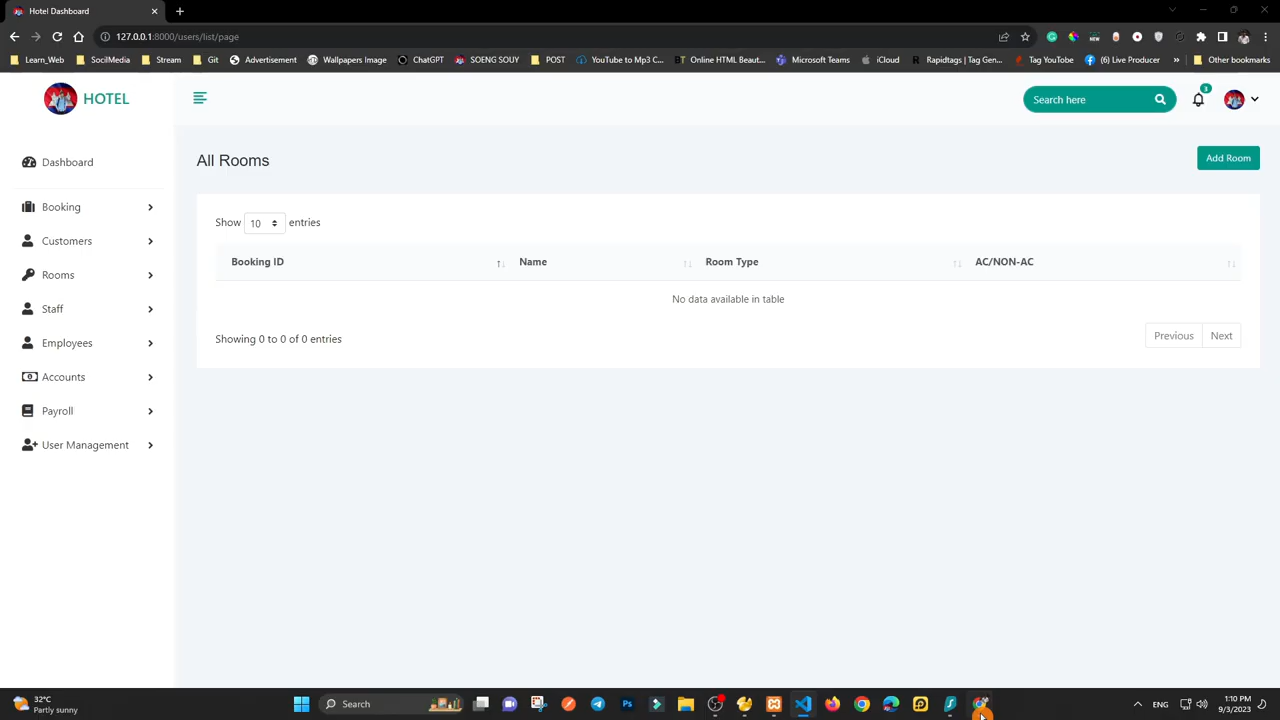 Hotel Dashboard
127.0.0.1:8000/users/list/page
Learn_Web SocilMedia Stream Git Advertisement Wallpapers Image ChatGPT SOENG SOUY POST YouTube to Mp3 C... BT Online HTML Beaut... Microsoft Teams iCloud R Rapidtags | Tag Gen... Tag YouTube (6) Live Producer » Other bookmarks
HOTEL
Search here
3
All Rooms
Add Room
Dashboard
Booking
Customers
Rooms
Staff
Employees
Accounts
Payroll
User Management
Show 10 entries
Booking ID Name Room Type AC/NON-AC
No data available in table
Showing 0 to 0 of 0 entries
Previous Next
32°C
Partly sunny
Search
Ps
ENG
1:10 PM
9/3/2023